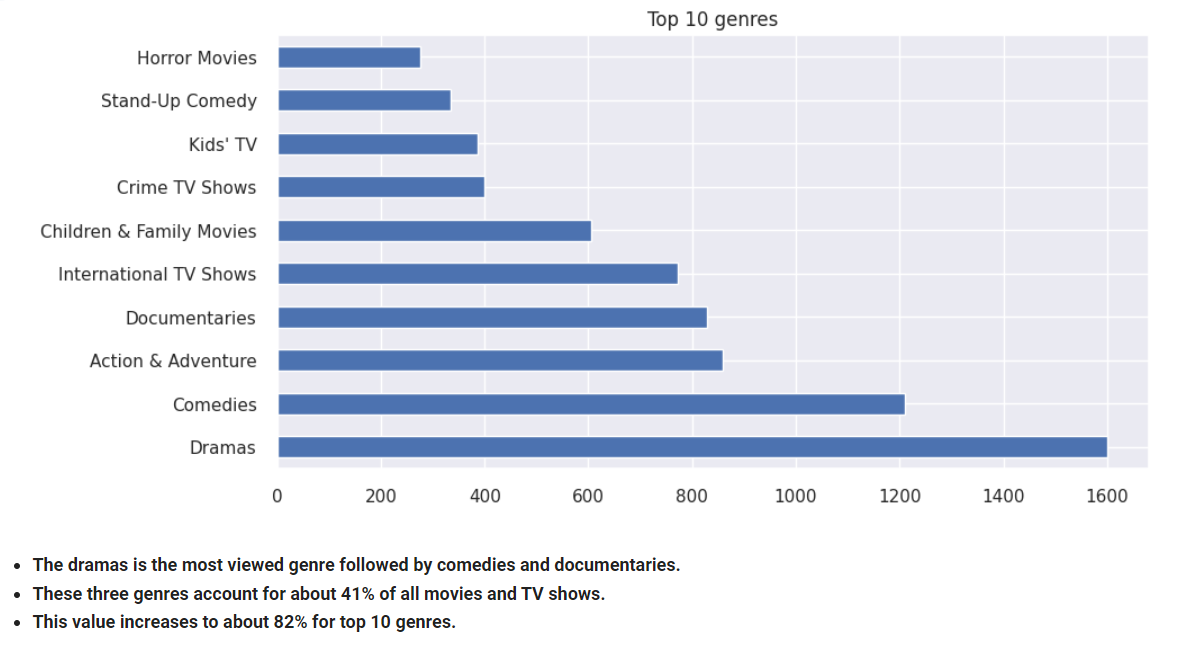 Top 10 genres
Horror Movies
Stand-Up Comedy
Kids' TV
Crime TV Shows
Children & Family Movies
International TV Shows
Documentaries
Action & Adventure
Comedies
Dramas
0 200 400 600 800 1000 1200 1400 1600
• The dramas is the most viewed genre followed by comedies and documentaries.
• These three genres account for about 41% of all movies and TV shows.
• This value increases to about 82% for top 10 genres.